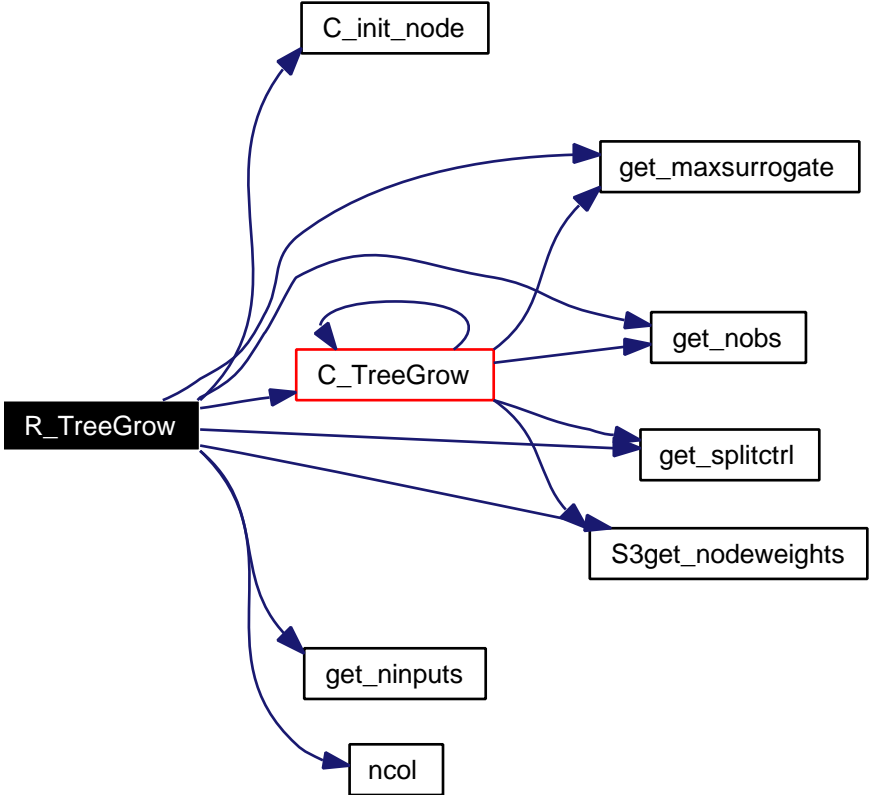 C_init_node
get_maxsurrogate
get_nobs
C_TreeGrow
R_TreeGrow
get_splitctrl
S3get_nodeweights
get_ninputs
ncol